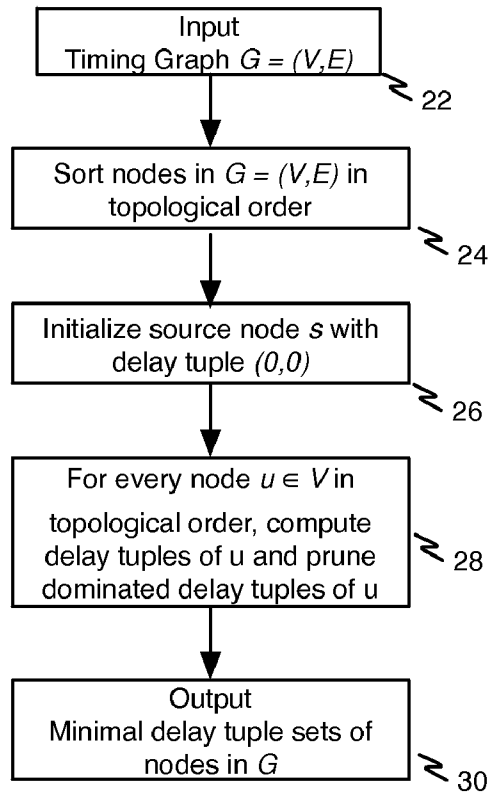 Input
Timing Graph G = (V,E)
22
Sort nodes in G = (V,E) in
topological order
24
Initialize source node s with
delay tuple (0,0)
26
For every node u ∈ V in
topological order, compute
delay tuples of u and prune
dominated delay tuples of u
28
Output
Minimal delay tuple sets of
nodes in G
30